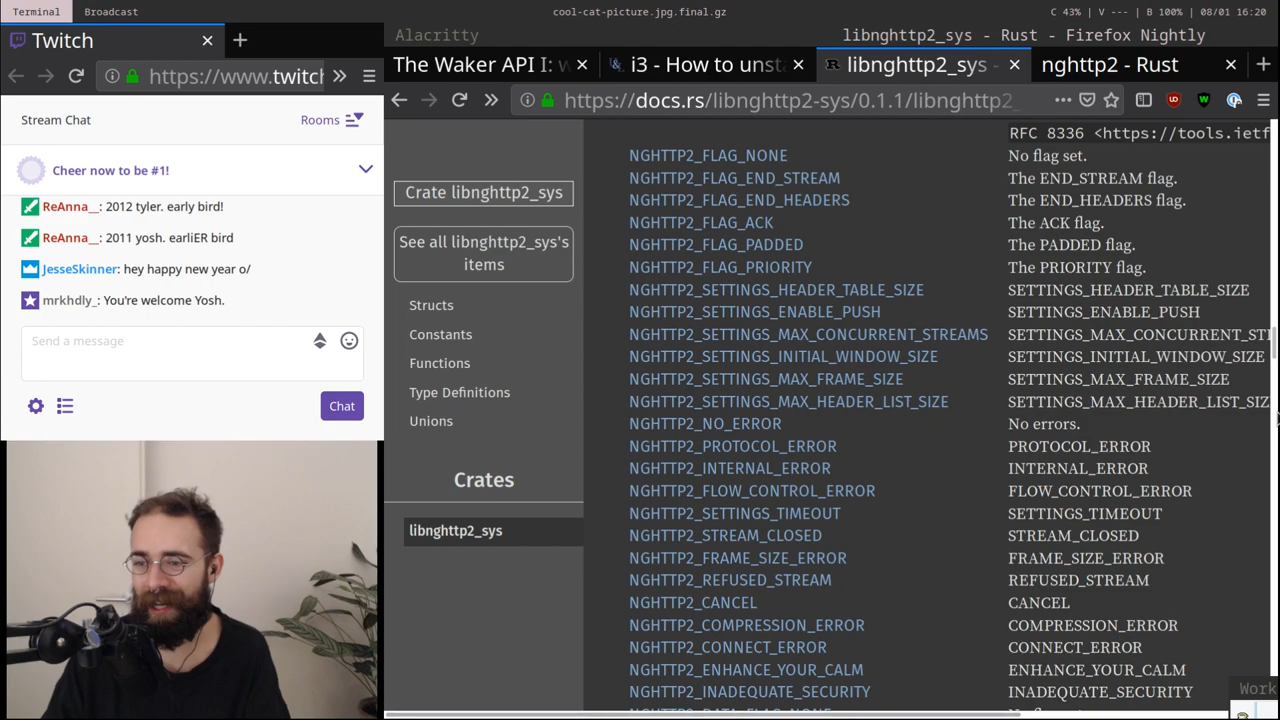 Terminal
Broadcast
cool-cat-picture.jpg.final.gz
C 43% | V --- | B 100% | 08/01 16:20
Twitch
https://www.twitch
Stream Chat
Rooms
Cheer now to be #1!
ReAnna__: 2012 tyler. early bird!
ReAnna__: 2011 yosh. earliER bird
JesseSkinner: hey happy new year o/
mrkhdly_: You're welcome Yosh.
Send a message
Chat
Alacritty
libnghttp2_sys - Rust - Firefox Nightly
The Waker API I: w
i3 - How to unst
libnghttp2_sys -
nghttp2 - Rust
https://docs.rs/libnghttp2-sys/0.1.1/libnghttp2_
Crate libnghttp2_sys
See all libnghttp2_sys's
items
Structs
Constants
Functions
Type Definitions
Unions
Crates
libnghttp2_sys
RFC 8336 <https://tools.ietf
NGHTTP2_FLAG_NONE No flag set.
NGHTTP2_FLAG_END_STREAM The END_STREAM flag.
NGHTTP2_FLAG_END_HEADERS The END_HEADERS flag.
NGHTTP2_FLAG_ACK The ACK flag.
NGHTTP2_FLAG_PADDED The PADDED flag.
NGHTTP2_FLAG_PRIORITY The PRIORITY flag.
NGHTTP2_SETTINGS_HEADER_TABLE_SIZE SETTINGS_HEADER_TABLE_SIZE
NGHTTP2_SETTINGS_ENABLE_PUSH SETTINGS_ENABLE_PUSH
NGHTTP2_SETTINGS_MAX_CONCURRENT_STREAMS SETTINGS_MAX_CONCURRENT_STI
NGHTTP2_SETTINGS_INITIAL_WINDOW_SIZE SETTINGS_INITIAL_WINDOW_SIZE
NGHTTP2_SETTINGS_MAX_FRAME_SIZE SETTINGS_MAX_FRAME_SIZE
NGHTTP2_SETTINGS_MAX_HEADER_LIST_SIZE SETTINGS_MAX_HEADER_LIST_SIZ
NGHTTP2_NO_ERROR No errors.
NGHTTP2_PROTOCOL_ERROR PROTOCOL_ERROR
NGHTTP2_INTERNAL_ERROR INTERNAL_ERROR
NGHTTP2_FLOW_CONTROL_ERROR FLOW_CONTROL_ERROR
NGHTTP2_SETTINGS_TIMEOUT SETTINGS_TIMEOUT
NGHTTP2_STREAM_CLOSED STREAM_CLOSED
NGHTTP2_FRAME_SIZE_ERROR FRAME_SIZE_ERROR
NGHTTP2_REFUSED_STREAM REFUSED_STREAM
NGHTTP2_CANCEL CANCEL
NGHTTP2_COMPRESSION_ERROR COMPRESSION_ERROR
NGHTTP2_CONNECT_ERROR CONNECT_ERROR
NGHTTP2_ENHANCE_YOUR_CALM ENHANCE_YOUR_CALM
NGHTTP2_INADEQUATE_SECURITY INADEQUATE_SECURITY
Work